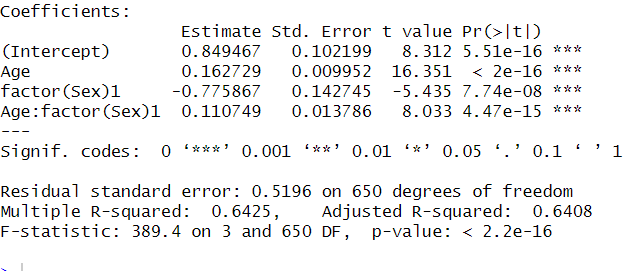 Coefficients:
Estimate Std. Error t value Pr(>|t|)
(Intercept) 0.849467 0.102199 8.312 5.51e-16 ***
Age 0.162729 0.009952 16.351 < 2e-16 ***
factor(Sex)1 -0.775867 0.142745 -5.435 7.74e-08 ***
Age:factor(Sex)1 0.110749 0.013786 8.033 4.47e-15 ***
---
Signif. codes: 0 ‘***’ 0.001 ‘**’ 0.01 ‘*’ 0.05 ‘.’ 0.1 ‘ ’ 1
Residual standard error: 0.5196 on 650 degrees of freedom
Multiple R-squared: 0.6425, Adjusted R-squared: 0.6408
F-statistic: 389.4 on 3 and 650 DF, p-value: < 2.2e-16